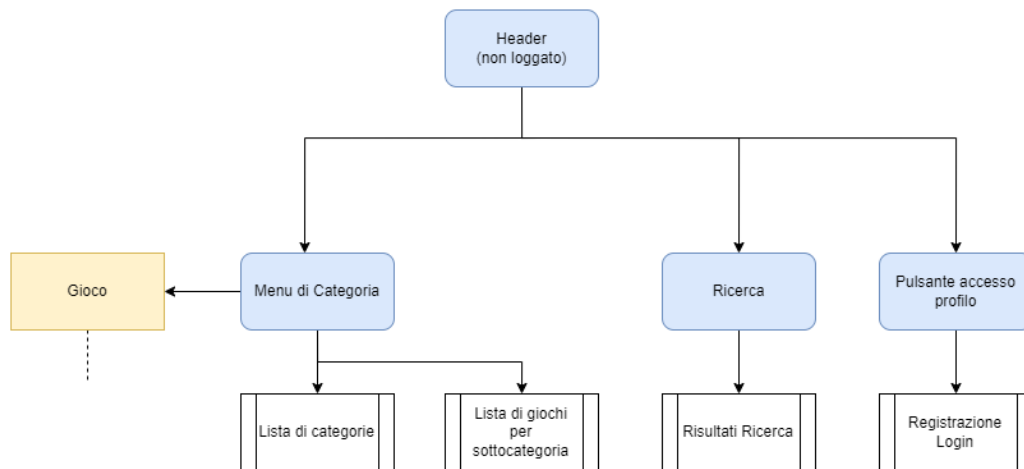 Header
(non loggato)
Gioco
Menu di Categoria
Ricerca
Pulsante accesso
profilo
Lista di categorie
Lista di giochi
per
sottocategoria
Risultati Ricerca
Registrazione
Login